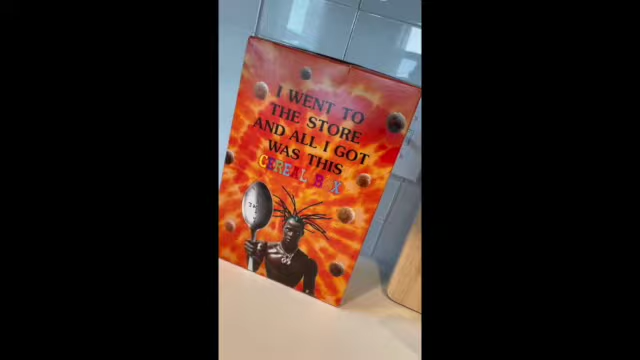 I WENT TO
THE STORE
AND ALL I GOT
WAS THIS
CEREAL BOX